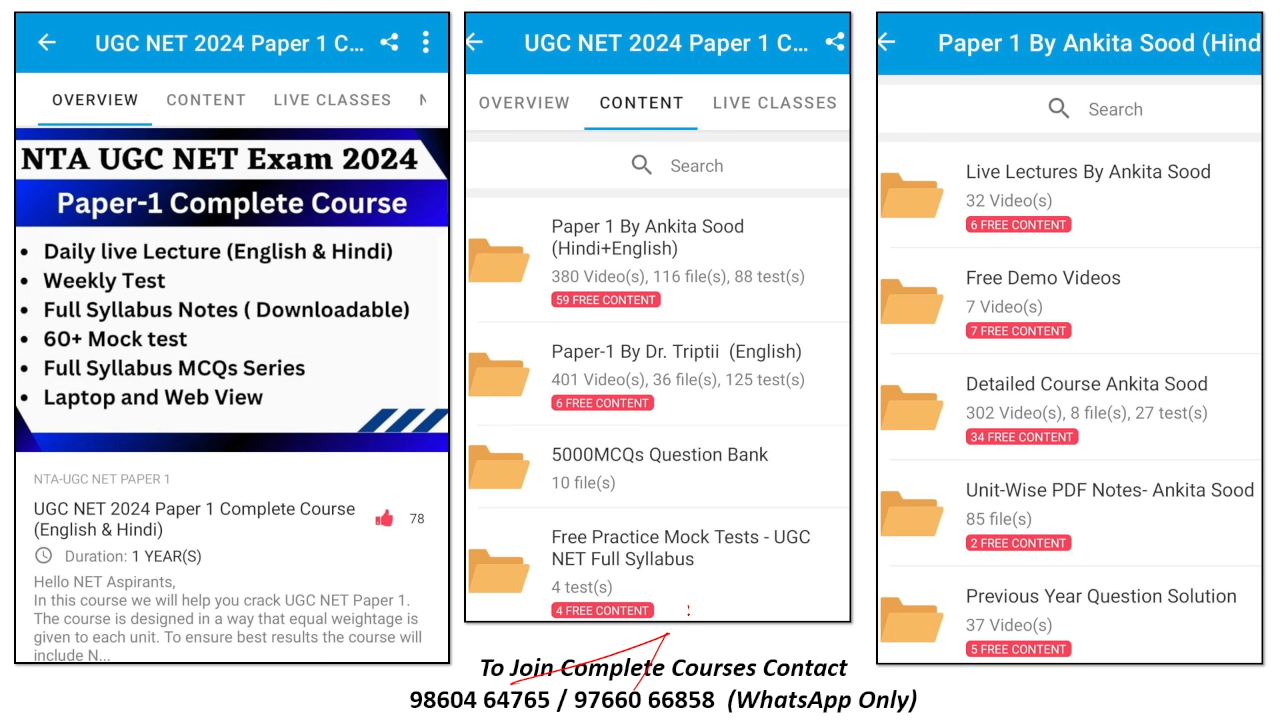 UGC NET 2024 Paper 1 C...
OVERVIEW CONTENT LIVE CLASSES
NTA UGC NET Exam 2024
Paper-1 Complete Course
• Daily live Lecture (English & Hindi)
• Weekly Test
• Full Syllabus Notes ( Downloadable)
• 60+ Mock test
• Full Syllabus MCQs Series
• Laptop and Web View
NTA-UGC NET PAPER 1
UGC NET 2024 Paper 1 Complete Course
(English & Hindi)
78
Duration: 1 YEAR(S)
Hello NET Aspirants,
In this course we will help you crack UGC NET Paper 1.
The course is designed in a way that equal weightage is
given to each unit. To ensure best results the course will
include N...
UGC NET 2024 Paper 1 C...
OVERVIEW CONTENT LIVE CLASSES
Search
Paper 1 By Ankita Sood
(Hindi+English)
380 Video(s), 116 file(s), 88 test(s)
59 FREE CONTENT
Paper-1 By Dr. Triptii (English)
401 Video(s), 36 file(s), 125 test(s)
6 FREE CONTENT
5000MCQs Question Bank
10 file(s)
Free Practice Mock Tests - UGC
NET Full Syllabus
4 test(s)
4 FREE CONTENT
Paper 1 By Ankita Sood (Hind
Search
Live Lectures By Ankita Sood
32 Video(s)
6 FREE CONTENT
Free Demo Videos
7 Video(s)
7 FREE CONTENT
Detailed Course Ankita Sood
302 Video(s), 8 file(s), 27 test(s)
34 FREE CONTENT
Unit-Wise PDF Notes- Ankita Sood
85 file(s)
2 FREE CONTENT
Previous Year Question Solution
37 Video(s)
5 FREE CONTENT
To Join Complete Courses Contact
98604 64765 / 97660 66858 (WhatsApp Only)